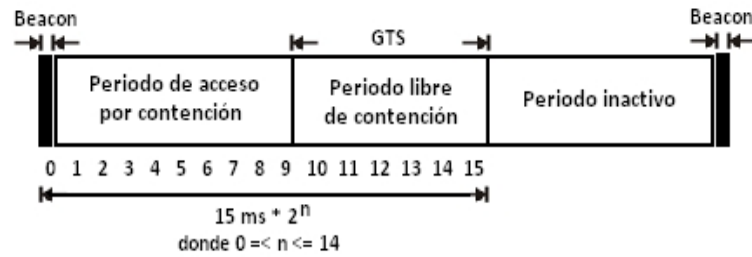 Beacon
Beacon
GTS
Periodo de acceso
por contención
Periodo libre
de contención
Periodo inactivo
0 1 2 3 4 5 6 7 8 9 10 11 12 13 14 15
15 ms * 2^n
donde 0 =< n <= 14